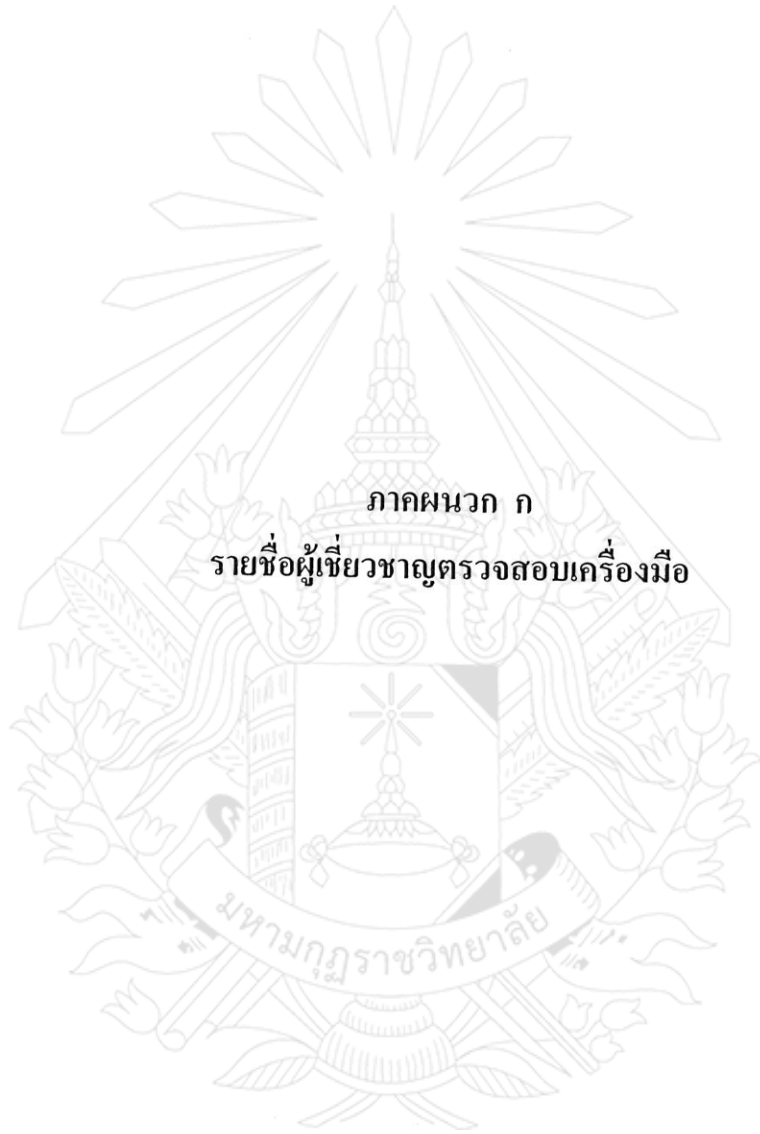 ภาคผนวก ก
รายชื่อผู้เชี่ยวชาญตรวจสอบเครื่องมือ
มหามกุฏราชวิทยาลัย